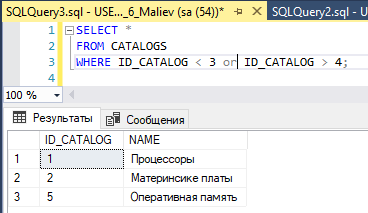 SQLQuery3.sql - USE..._6_Maliev (sa (54))*
SQLQuery2.sql - U
1 SELECT *
2 FROM CATALOGS
3 WHERE ID_CATALOG < 3 or ID_CATALOG > 4;
4
100 %
Результаты Сообщения
ID_CATALOG NAME
1 1 Процессоры
2 2 Материнские платы
3 5 Оперативная память